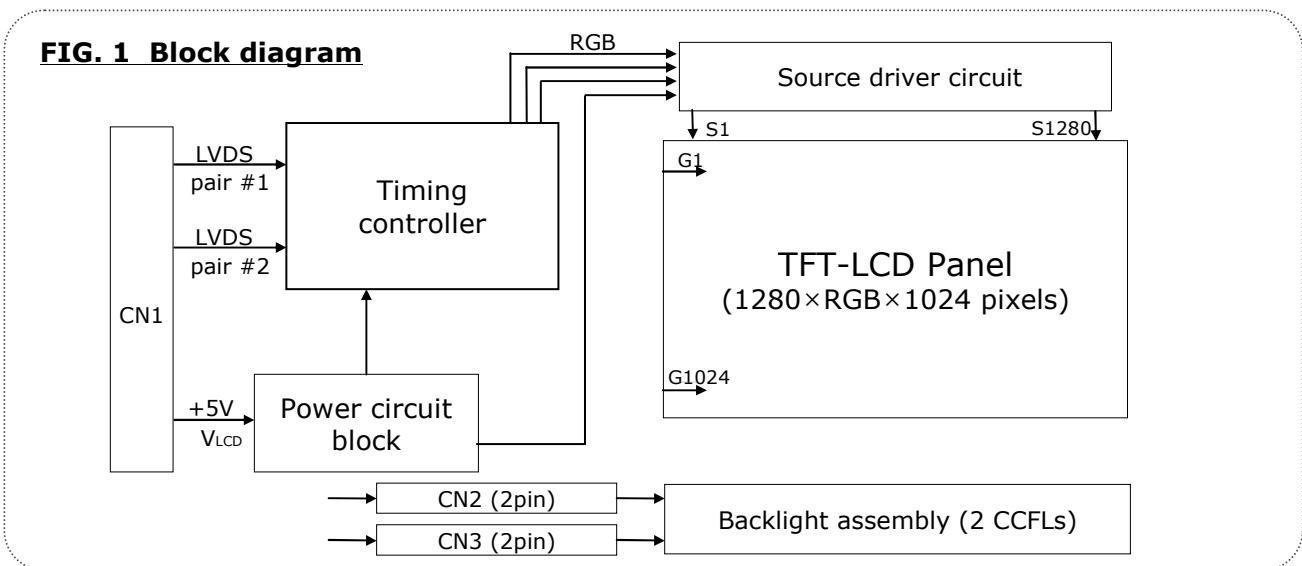 FIG. 1 Block diagram
RGB
Source driver circuit
S1
S1280
CN1
LVDS
pair #1
LVDS
pair #2
Timing
controller
G1
TFT-LCD Panel
(1280×RGB×1024 pixels)
G1024
+5V
VLCD
Power circuit
block
CN2 (2pin)
CN3 (2pin)
Backlight assembly (2 CCFLs)